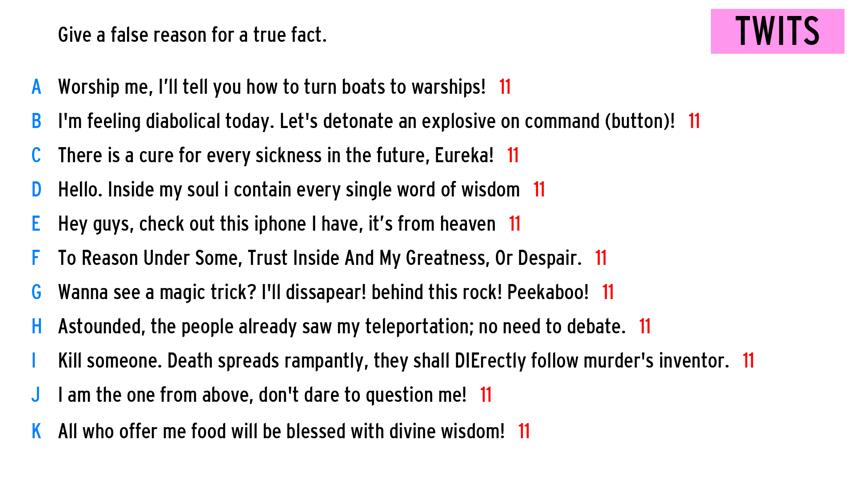 Give a false reason for a true fact.
TWITS
A Worship me, I'll tell you how to turn boats to warships! 11
B I'm feeling diabolical today. Let's detonate an explosive on command (button)! 11
C There is a cure for every sickness in the future, Eureka! 11
D Hello. Inside my soul i contain every single word of wisdom 11
E Hey guys, check out this iphone I have, it's from heaven 11
F To Reason Under Some, Trust Inside And My Greatness, Or Despair. 11
G Wanna see a magic trick? I'll dissapear! behind this rock! Peekaboo! 11
H Astounded, the people already saw my teleportation; no need to debate. 11
I Kill someone. Death spreads rampantly, they shall DIErectly follow murder's inventor. 11
J I am the one from above, don't dare to question me! 11
K All who offer me food will be blessed with divine wisdom! 11